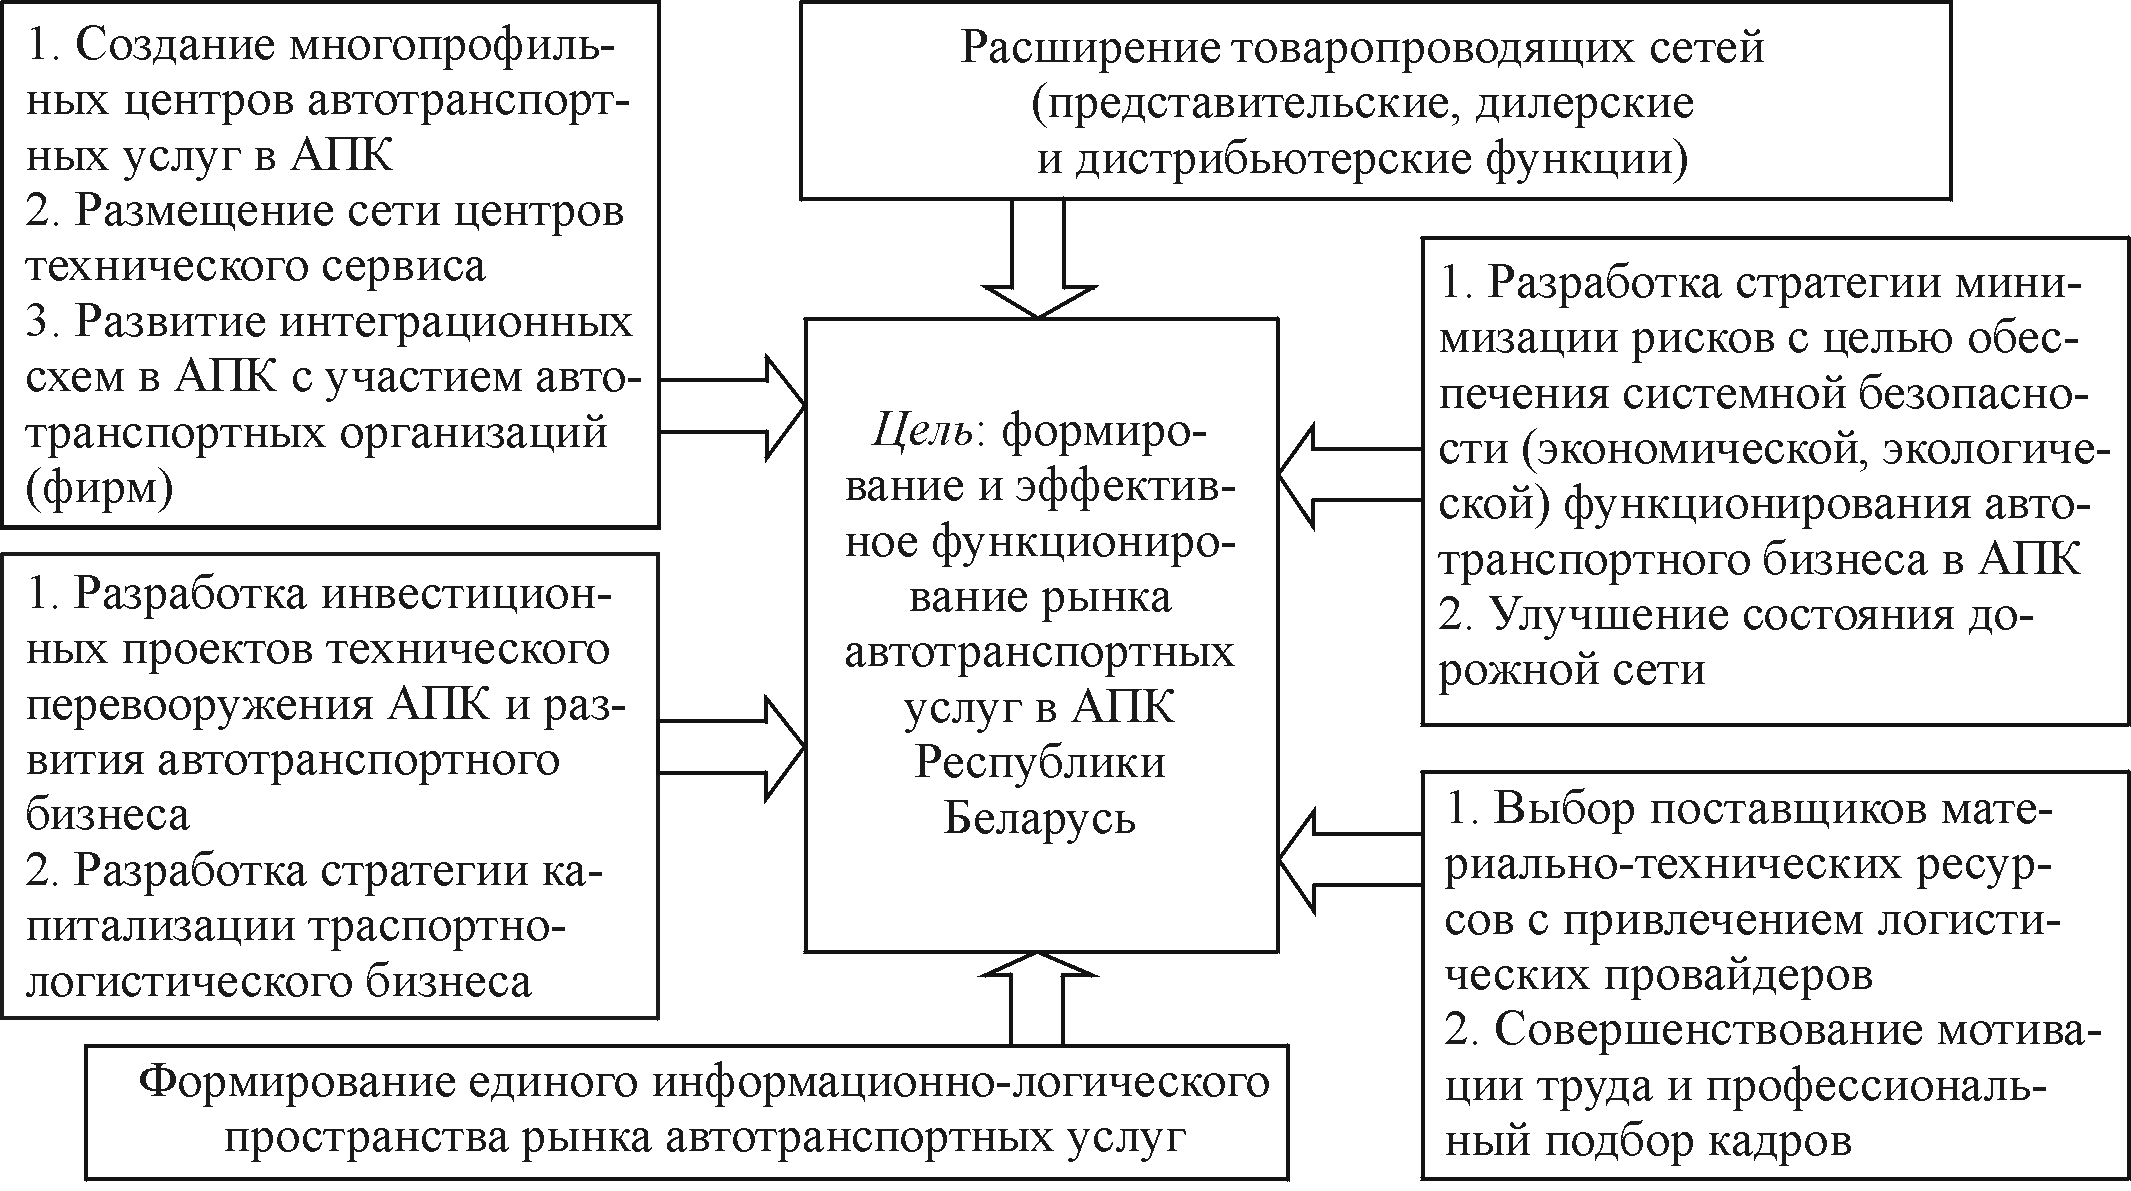 1. Создание многопрофиль-
ных центров автотранспорт-
ных услуг в АПК
2. Размещение сети центров
технического сервиса
3. Развитие интеграционных
схем в АПК с участием авто-
транспортных организаций
(фирм)
Расширение товаропроводящих сетей
(представительские, дилерские
и дистрибьютерские функции)
1. Разработка инвестицион-
ных проектов технического
перевооружения АПК и раз-
вития автотранспортного
бизнеса
2. Разработка стратегии ка-
питализации траспортно-
логистического бизнеса
Цель: формиро-
вание и эффектив-
ное функциониро-
вание рынка
автотранспортных
услуг в АПК
Республики
Беларусь
1. Разработка стратегии мини-
мизации рисков с целью обес-
печения системной безопасно-
сти (экономической, экологиче-
ской) функционирования авто-
транспортного бизнеса в АПК
2. Улучшение состояния до-
рожной сети
1. Выбор поставщиков мате-
риально-технических ресур-
сов с привлечением логисти-
ческих провайдеров
2. Совершенствование мотива-
ции труда и профессиональ-
ный подбор кадров
Формирование единого информационно-логического
пространства рынка автотранспортных услуг